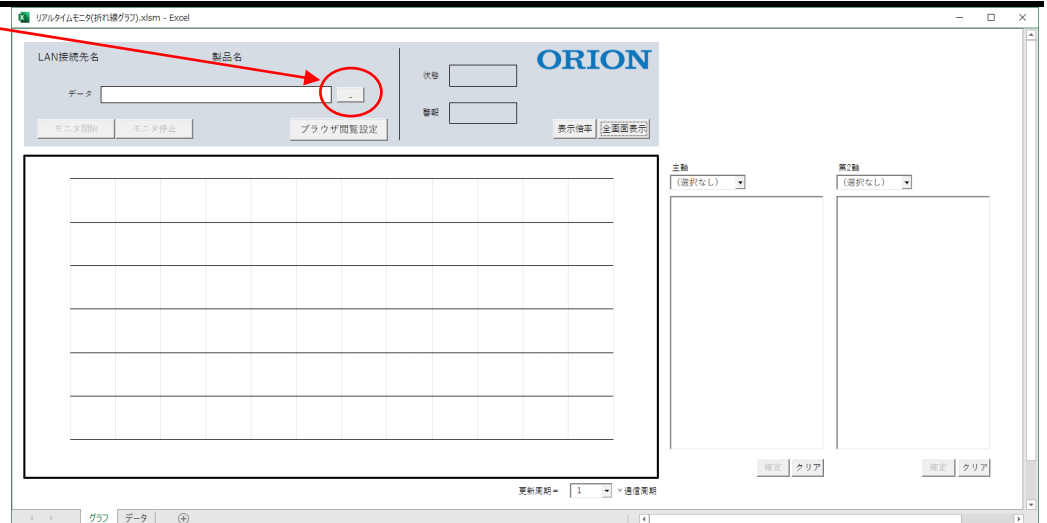 リアルタイムモニタ(折れ線グラフ).xlsm - Excel
LAN接続先名 製品名
ORION
状態
データ ..
警報
モニタ開始 モニタ停止 ブラウザ閲覧設定 表示倍率 全画面表示
主軸 第2軸
(選択なし) (選択なし)
確定 クリア 確定 クリア
更新周期= 1 ×通信周期
グラフ データ